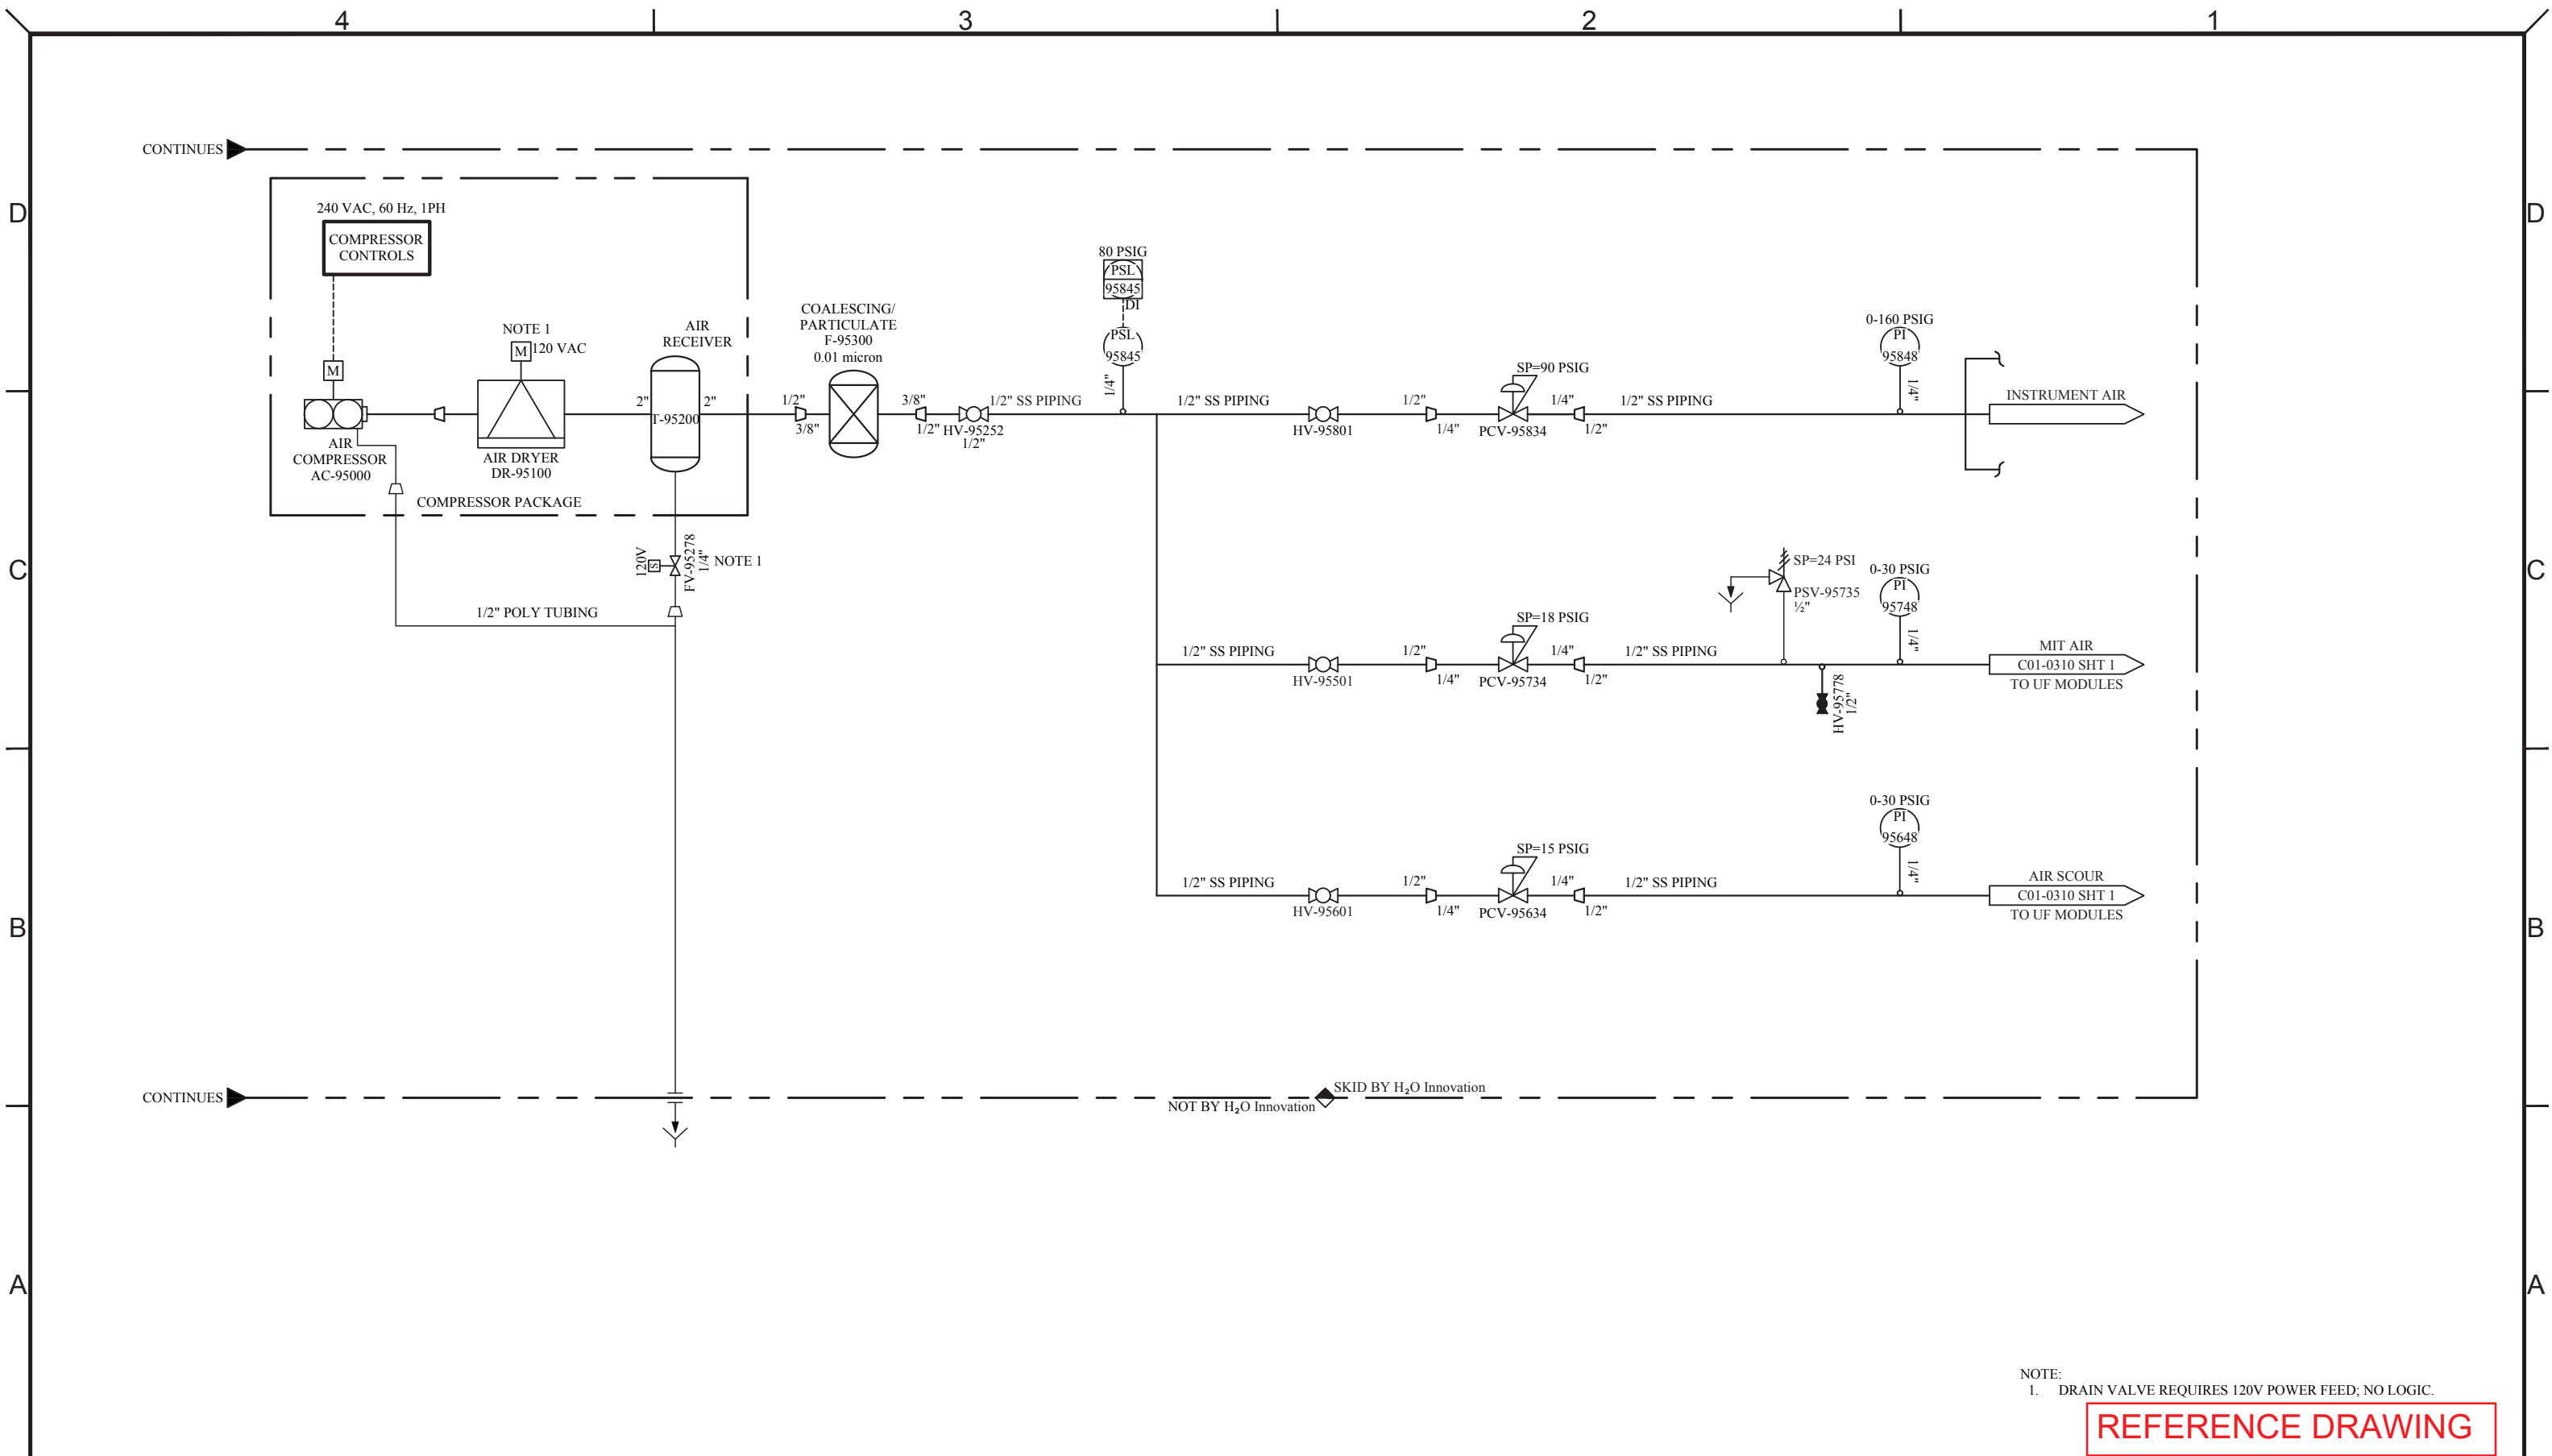 4
3
2
1
D
D
C
C
B
B
A
A
CONTINUES
240 VAC, 60 Hz, 1PH
COMPRESSOR
CONTROLS
M
NOTE 1
M
120 VAC
AIR
COMPRESSOR
AC-95000
AIR DRYER
DR-95100
COMPRESSOR PACKAGE
AIR
RECEIVER
2"
T-95200
2"
120V
S
FV-95278
1/4"
NOTE 1
1/2" POLY TUBING
COALESCING/
PARTICULATE
F-95300
0.01 micron
1/2"
3/8"
3/8"
1/2"
HV-95252
1/2"
1/2" SS PIPING
80 PSIG
PSL
95845
DI
PSL
95845
1/4"
1/2" SS PIPING
HV-95801
1/2"
1/4"
SP=90 PSIG
PCV-95834
1/4"
1/2"
1/2" SS PIPING
0-160 PSIG
PI
95848
1/4"
INSTRUMENT AIR
1/2" SS PIPING
HV-95501
1/2"
1/4"
SP=18 PSIG
PCV-95734
1/4"
1/2"
1/2" SS PIPING
SP=24 PSI
PSV-95735
½"
HV-95778
1/2"
0-30 PSIG
PI
95748
1/4"
MIT AIR
C01-0310 SHT 1
TO UF MODULES
1/2" SS PIPING
HV-95601
1/2"
1/4"
SP=15 PSIG
PCV-95634
1/4"
1/2"
1/2" SS PIPING
0-30 PSIG
PI
95648
1/4"
AIR SCOUR
C01-0310 SHT 1
TO UF MODULES
CONTINUES
SKID BY H₂O Innovation
NOT BY H₂O Innovation
NOTE:
1. DRAIN VALVE REQUIRES 120V POWER FEED; NO LOGIC.
REFERENCE DRAWING